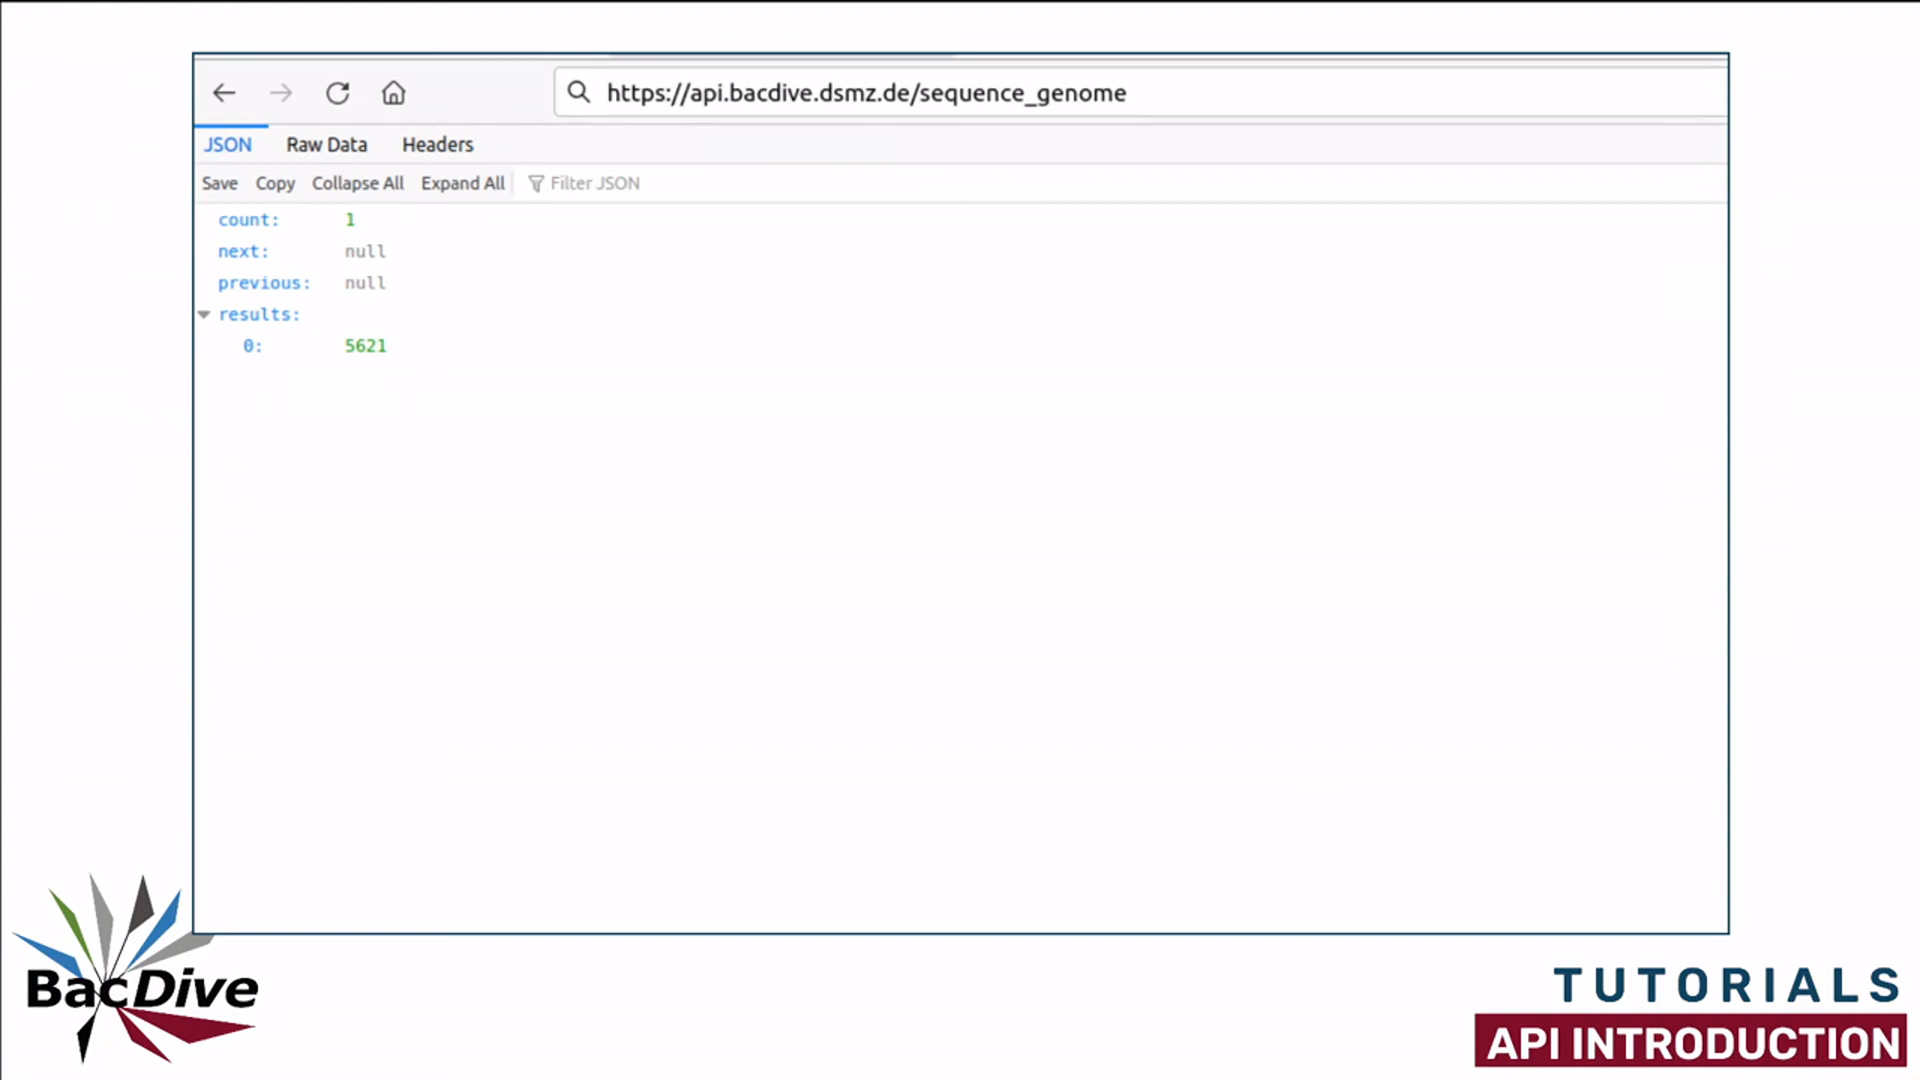 https://api.bacdive.dsmz.de/sequence_genome
JSON Raw Data Headers
Save Copy Collapse All Expand All Filter JSON
count: 1
next: null
previous: null
results:
0: 5621
BacDive
TUTORIALS
API INTRODUCTION